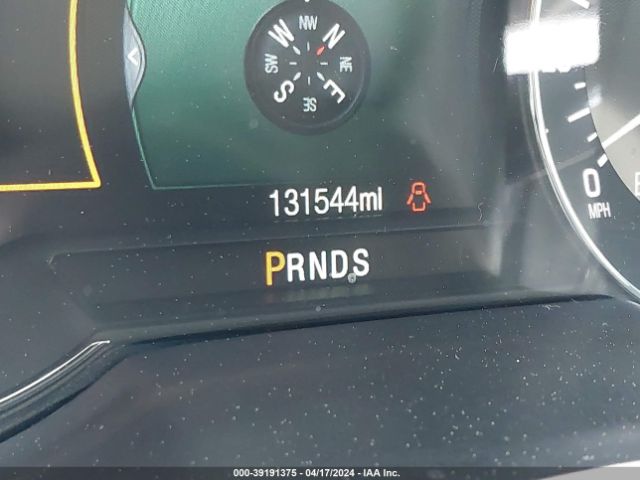 NW
W N
SW NE
S E
SE
131544mi
0
MPH
PRNDS
000-39191375 - 04/17/2024 - IAA Inc.